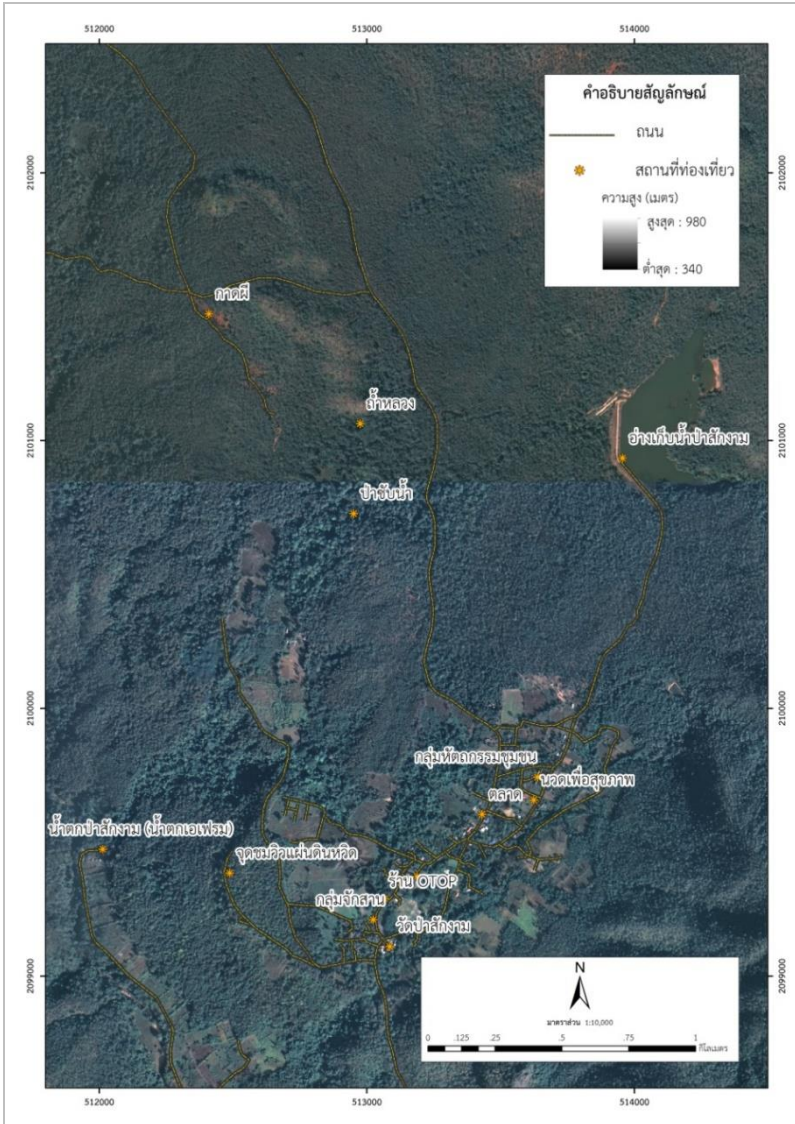 512000
513000
514000
คำอธิบายสัญลักษณ์
ถนน
สถานที่ท่องเที่ยว
ความสูง (เมตร)
สูงสุด : 980
ต่ำสุด : 340
2102000
2102000
กาดผี
ถ้ำหลวง
อ่างเก็บน้ำป่าสักงาม
2101000
2101000
ป่าซับน้ำ
2100000
2100000
กลุ่มหัตถกรรมชุมชน
นวดเพื่อสุขภาพ
ตลาด
น้ำตกป่าสักงาม (น้ำตกเอเฟรม)
จุดชมวิวแผ่นดินหวิด
ร้าน OTOP
กลุ่มจักสาน
วัดป่าสักงาม
2099000
2099000
N
มาตราส่วน 1:10,000
0 .125 .25 .5 .75 1
กิโลเมตร
512000
513000
514000